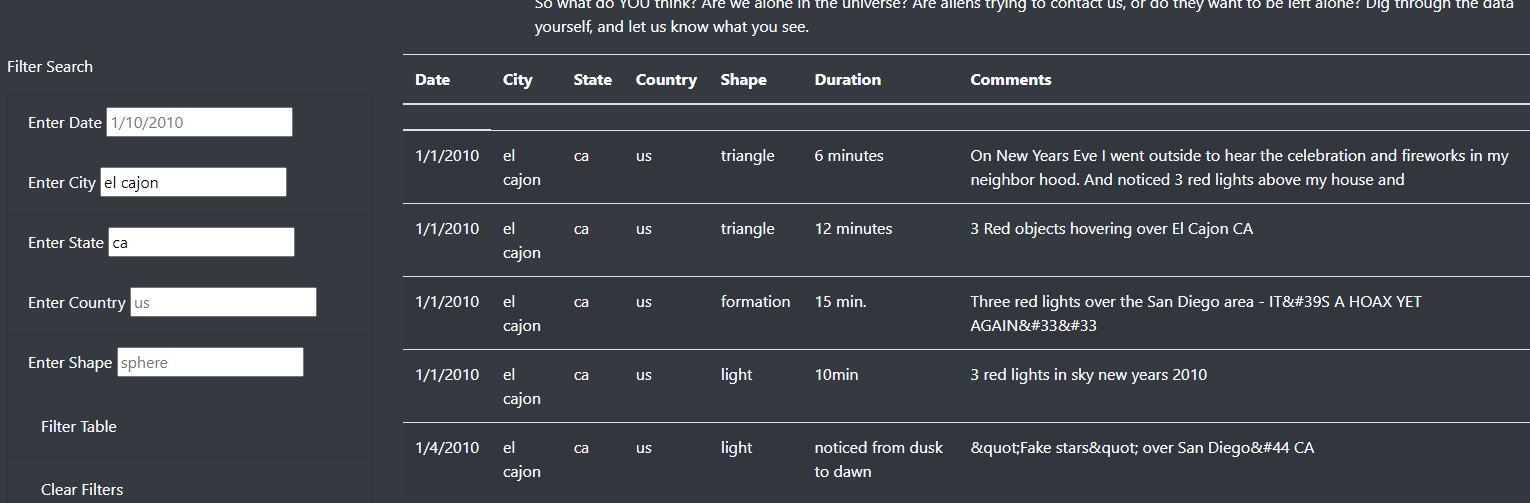 So what do YOU think? Are we alone in the universe? Are aliens trying to contact us, or do they want to be left alone? Dig through the data
yourself, and let us know what you see.
Filter Search
Enter Date 1/10/2010
Enter City el cajon
Enter State ca
Enter Country us
Enter Shape sphere
Filter Table
Clear Filters
Date City State Country Shape Duration Comments
1/1/2010 el ca us triangle 6 minutes On New Years Eve I went outside to hear the celebration and fireworks in my
cajon neighbor hood. And noticed 3 red lights above my house and
1/1/2010 el ca us triangle 12 minutes 3 Red objects hovering over El Cajon CA
cajon
1/1/2010 el ca us formation 15 min. Three red lights over the San Diego area - IT&#39S A HOAX YET
cajon AGAIN&#33&#33
1/1/2010 el ca us light 10min 3 red lights in sky new years 2010
cajon
1/4/2010 el ca us light noticed from dusk &quot;Fake stars&quot; over San Diego&#44 CA
cajon to dawn